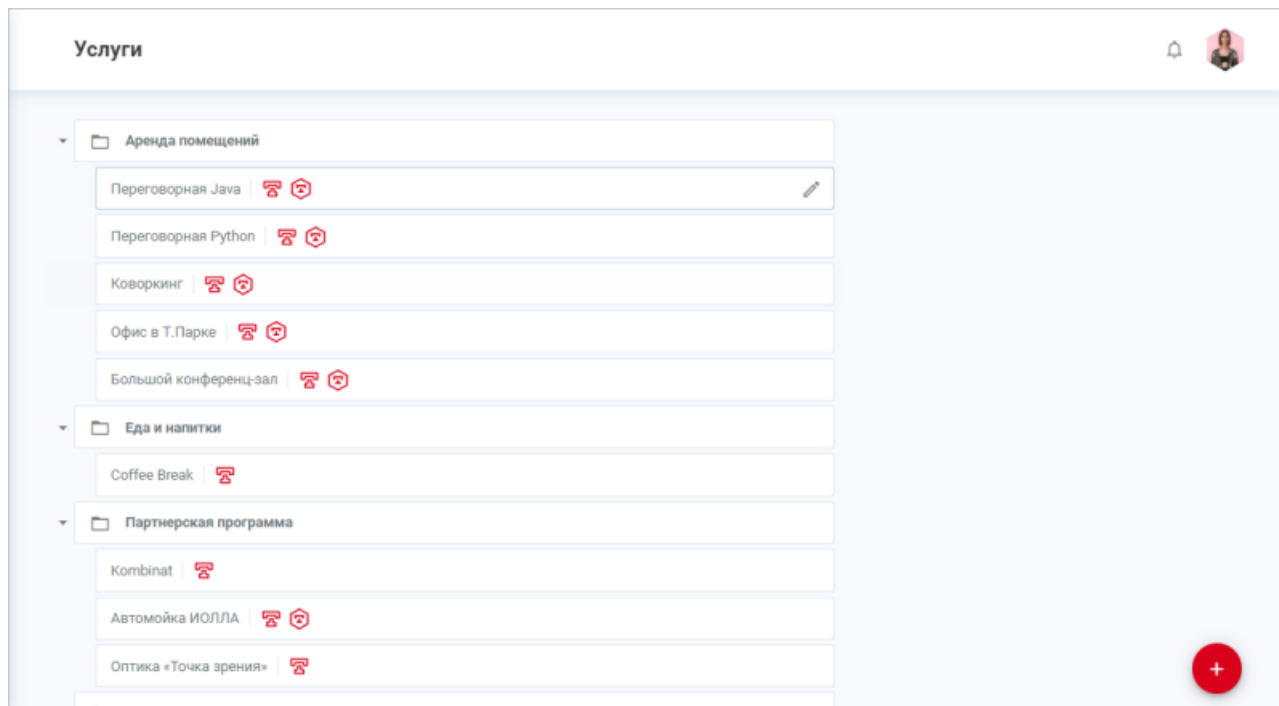 Услуги
Аренда помещений
Переговорная Java
Переговорная Python
Коворкинг
Офис в Т.Парке
Большой конференц-зал
Еда и напитки
Coffee Break
Партнерская программа
Kombinat
Автомойка ИОЛЛА
Оптика «Точка зрения»